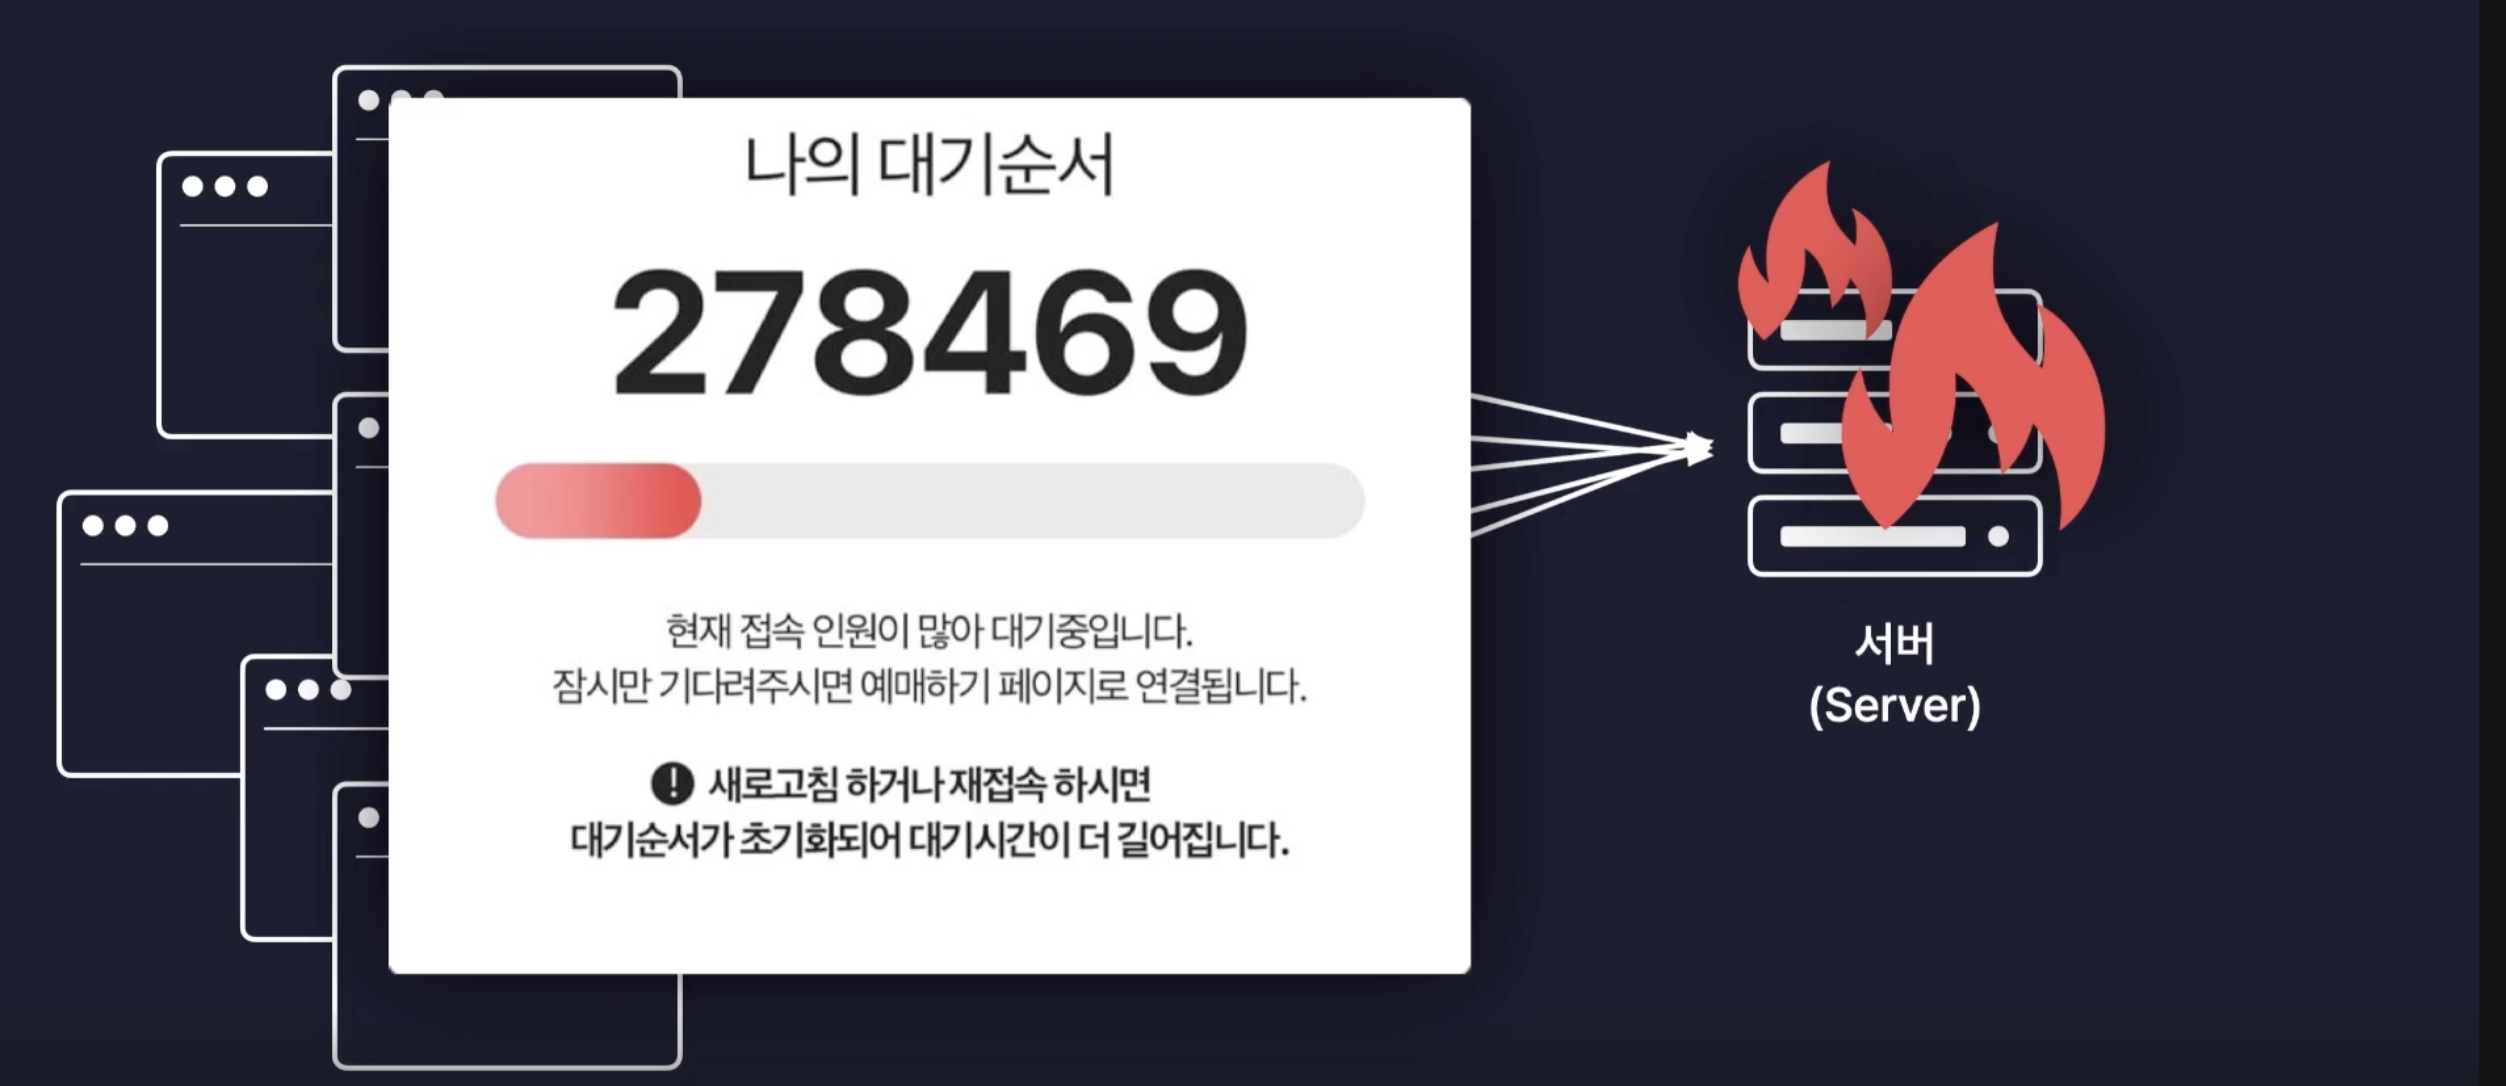 나의 대기순서
278469
현재 접속 인원이 많아 대기중입니다.
잠시만 기다려주시면 예매하기 페이지로 연결됩니다.
! 새로고침 하거나 재접속 하시면
대기순서가 초기화되어 대기시간이 더 길어집니다.
서버
(Server)